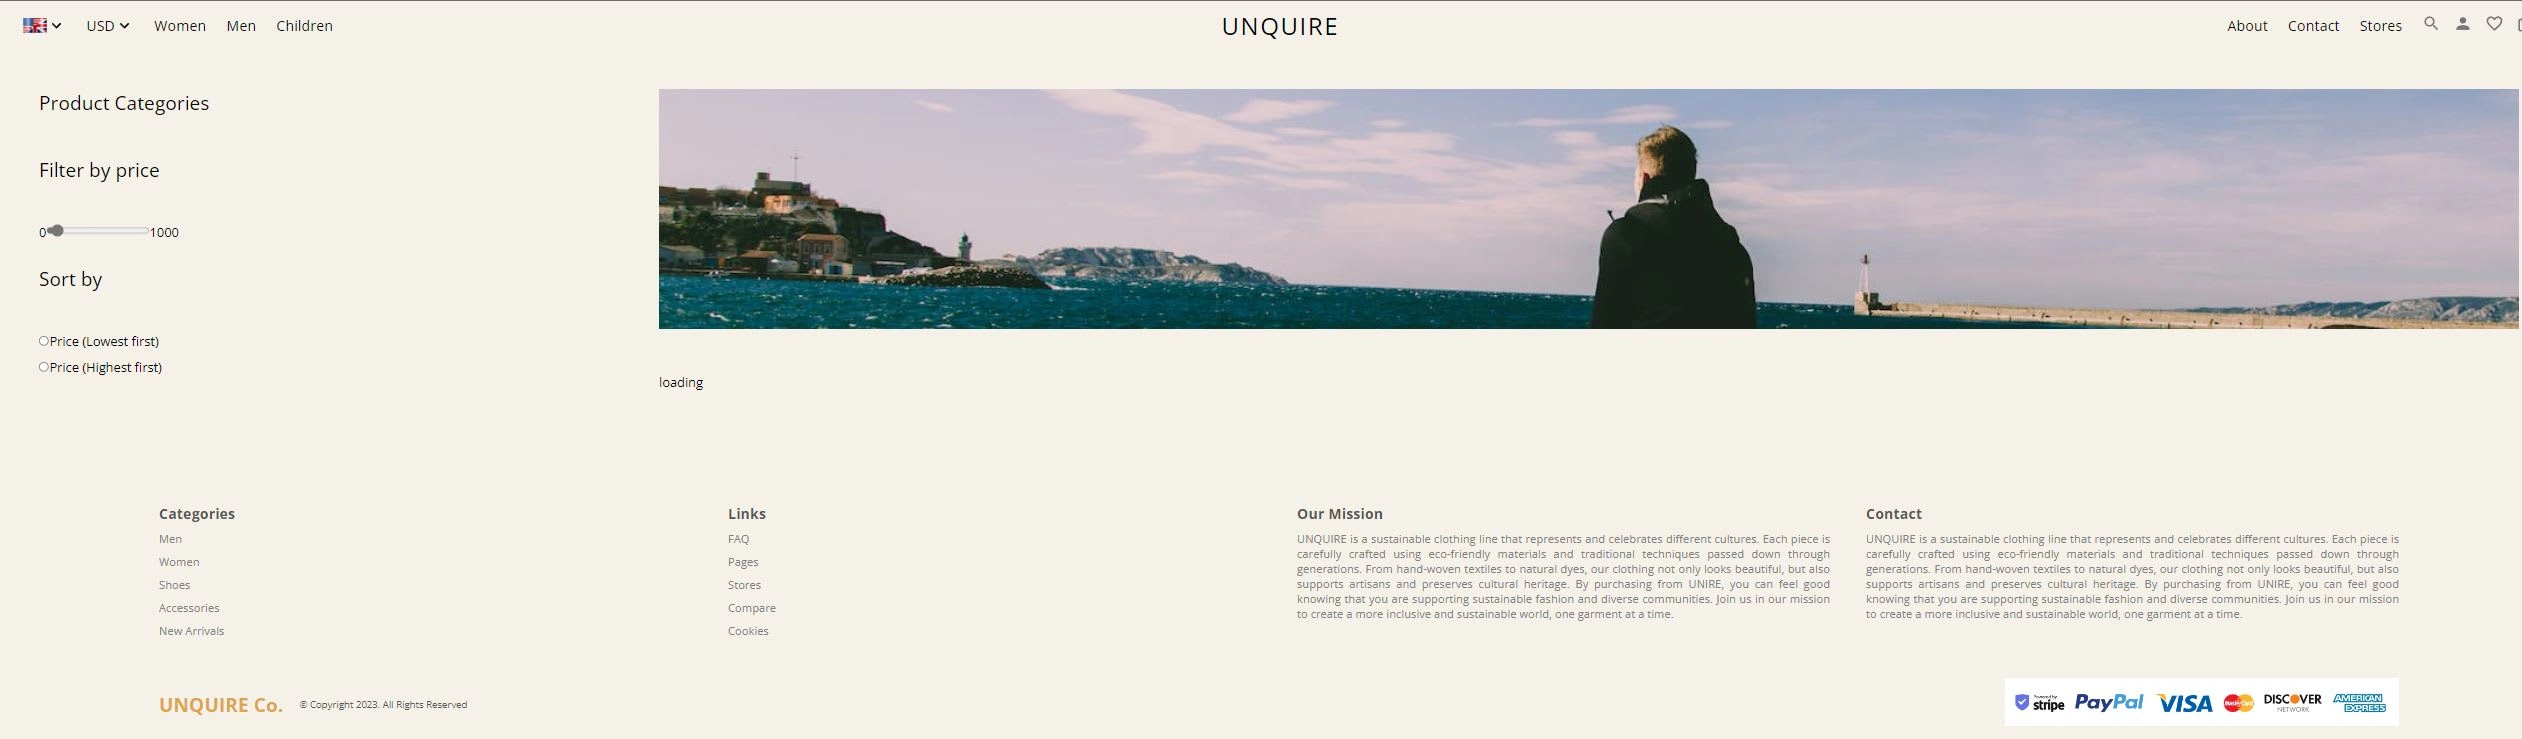 USD Women Men Children UNQUIRE About Contact Stores
Product Categories
Filter by price
0 1000
Sort by
Price (Lowest first)
Price (Highest first)
loading
Categories
Men
Women
Shoes
Accessories
New Arrivals
Links
FAQ
Pages
Stores
Compare
Cookies
Our Mission
UNQUIRE is a sustainable clothing line that represents and celebrates different cultures. Each piece is
carefully crafted using eco-friendly materials and traditional techniques passed down through
generations. From hand-woven textiles to natural dyes, our clothing not only looks beautiful, but also
supports artisans and preserves cultural heritage. By purchasing from UNIRE, you can feel good
knowing that you are supporting sustainable fashion and diverse communities. Join us in our mission
to create a more inclusive and sustainable world, one garment at a time.
Contact
UNQUIRE is a sustainable clothing line that represents and celebrates different cultures. Each piece is
carefully crafted using eco-friendly materials and traditional techniques passed down through
generations. From hand-woven textiles to natural dyes, our clothing not only looks beautiful, but also
supports artisans and preserves cultural heritage. By purchasing from UNIRE, you can feel good
knowing that you are supporting sustainable fashion and diverse communities. Join us in our mission
to create a more inclusive and sustainable world, one garment at a time.
UNQUIRE Co. © Copyright 2023. All Rights Reserved
Powered by
stripe PayPal VISA MasterCard DISCOVER NETWORK AMERICAN EXPRESS